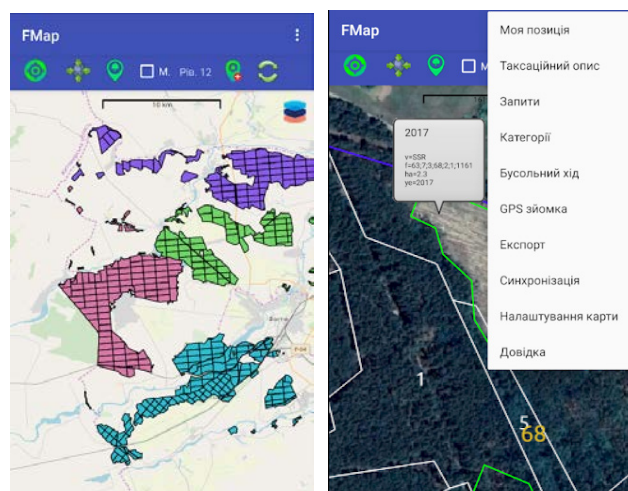 FMap
М. Рів. 12
10 km
FMap
2017
v=SSR
f=63;7;3;68;2;1;1161
ha=2.3
ye=2017
1
5
68
Моя позиція
Таксаційний опис
Запити
Категорії
Бусольний хід
GPS зйомка
Експорт
Синхронізація
Налаштування карти
Довідка